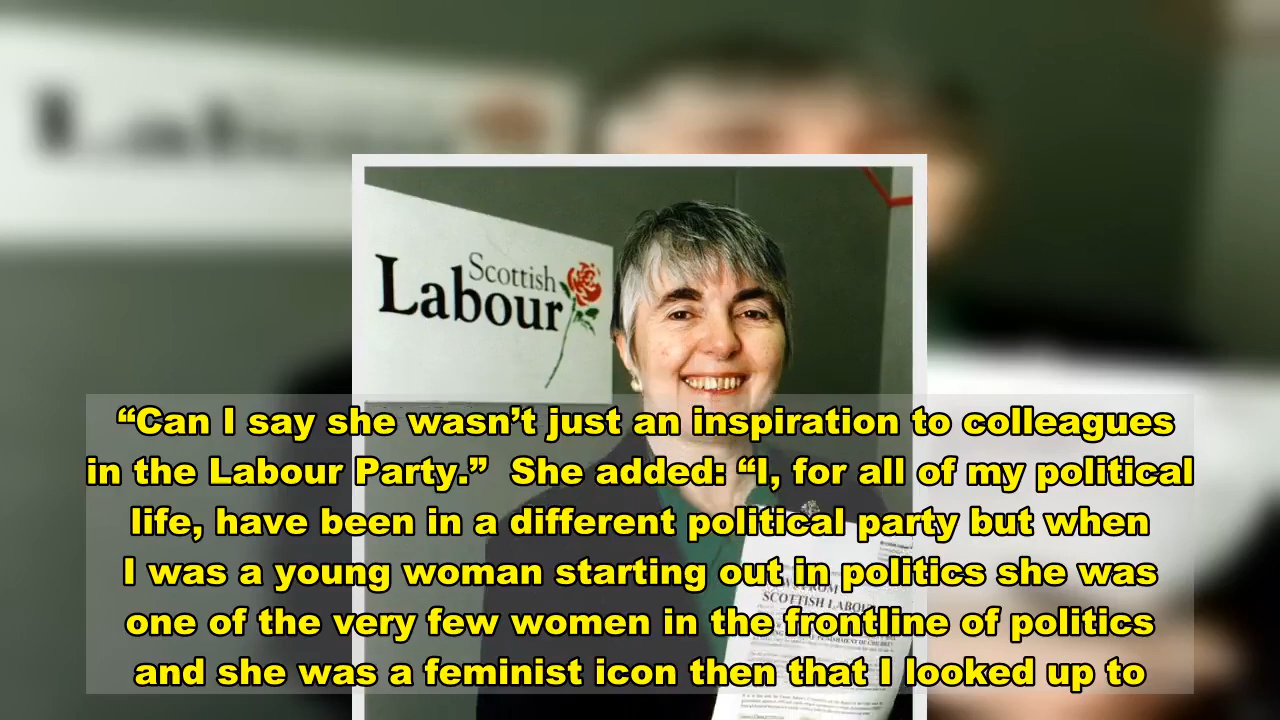 Scottish
Labour
“Can I say she wasn’t just an inspiration to colleagues
in the Labour Party.” She added: “I, for all of my political
life, have been in a different political party but when
I was a young woman starting out in politics she was
one of the very few women in the frontline of politics
and she was a feminist icon then that I looked up to
SCOTTISH LABOUR